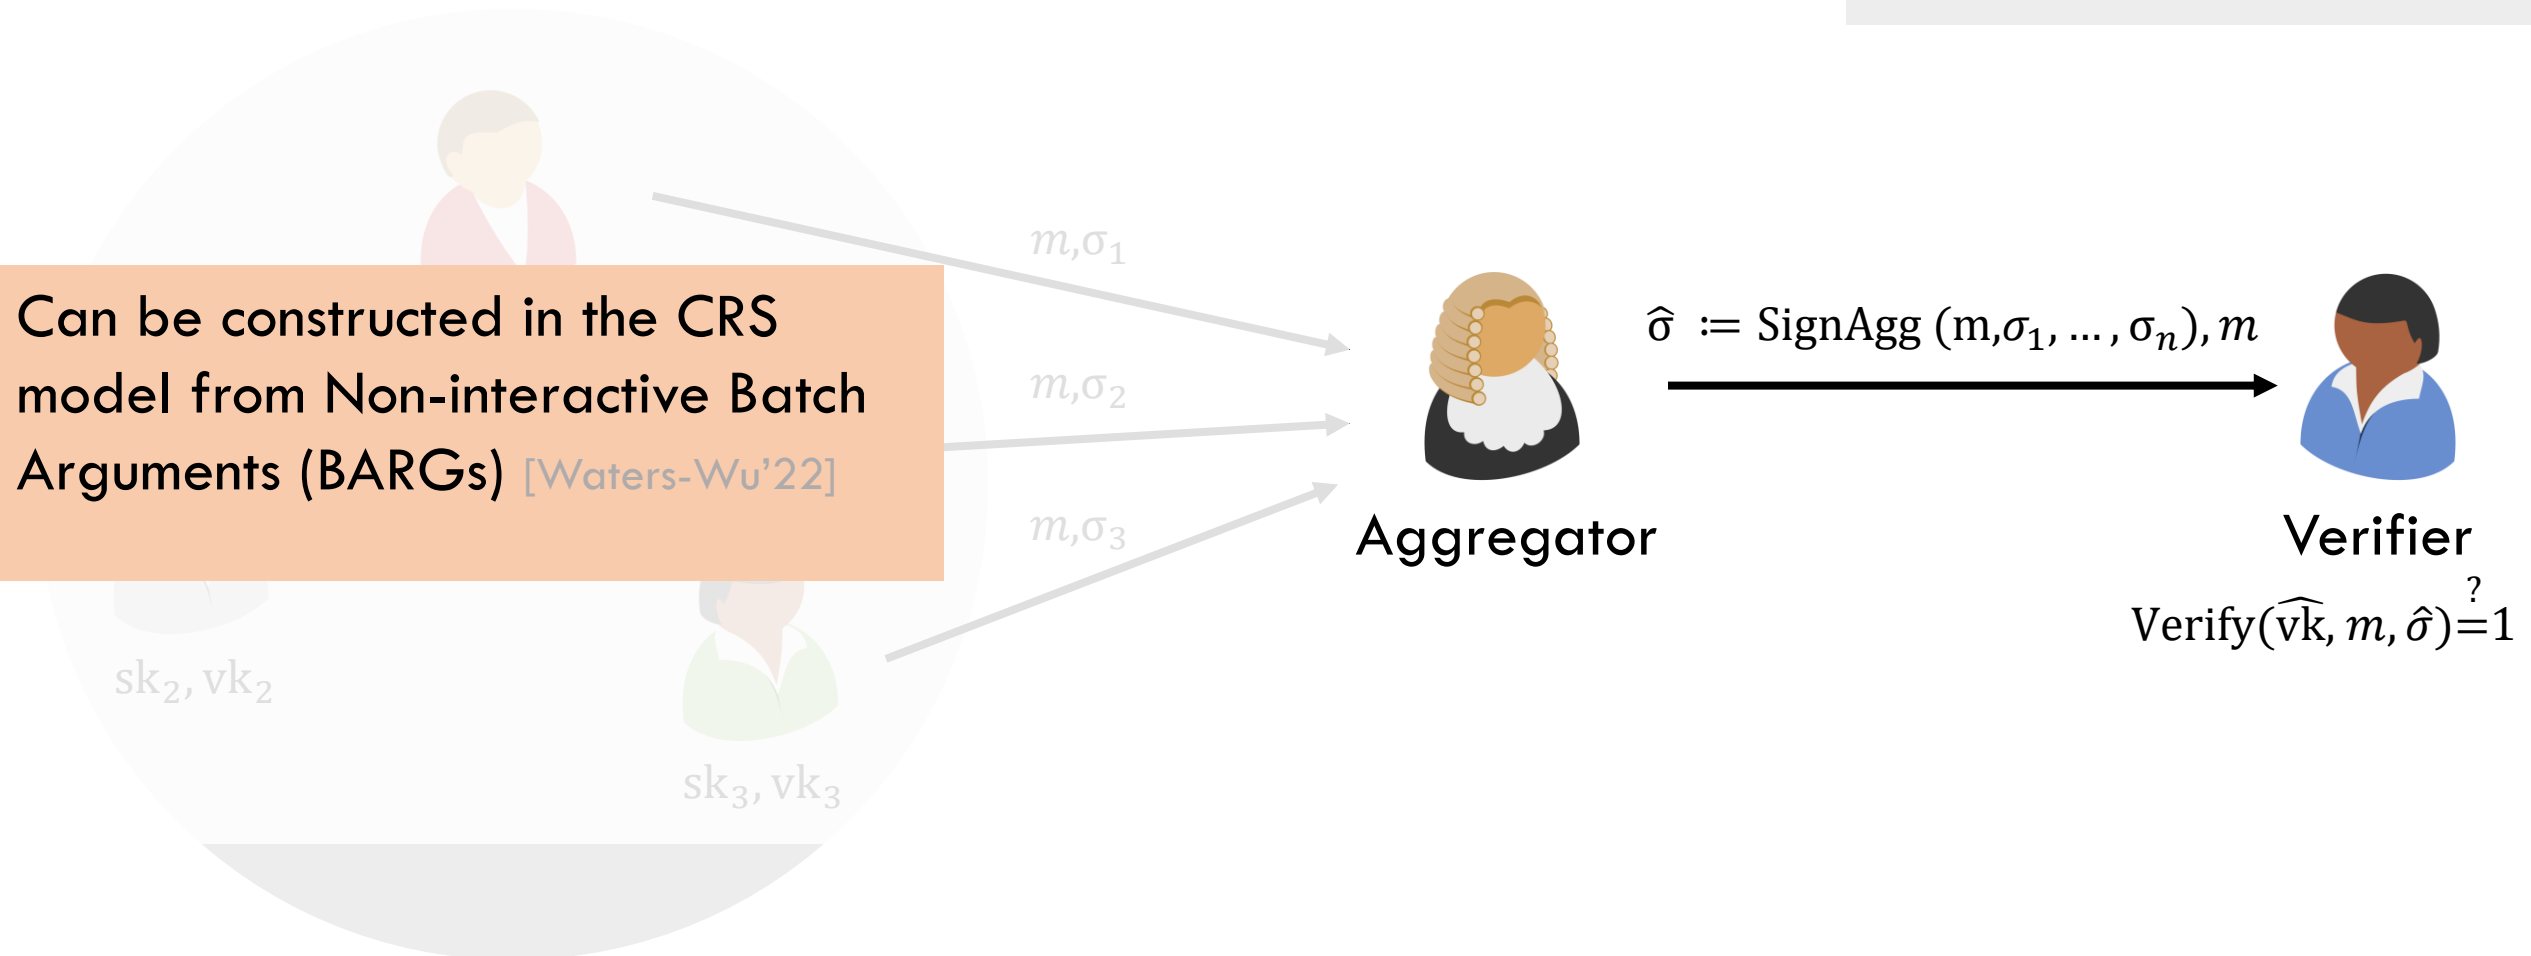 m,σ₁
Can be constructed in the CRS
model from Non-interactive Batch
Arguments (BARGs) [Waters-Wu’22]
m,σ₂
m,σ₃
sk₂, vk₂
sk₃, vk₃
σ̂ ≔ SignAgg (m,σ₁, … , σₙ), m
Aggregator
Verifier
Verify(v͡k, m, σ̂)≟1